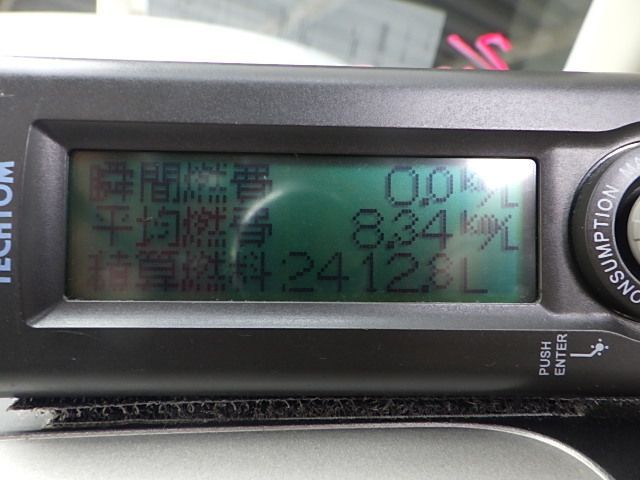 瞬間燃費 0.0km/L
平均燃費 8.34km/L
積算燃料 2412.8L
TECHTOM
CONSUMPTION
PUSH
ENTER